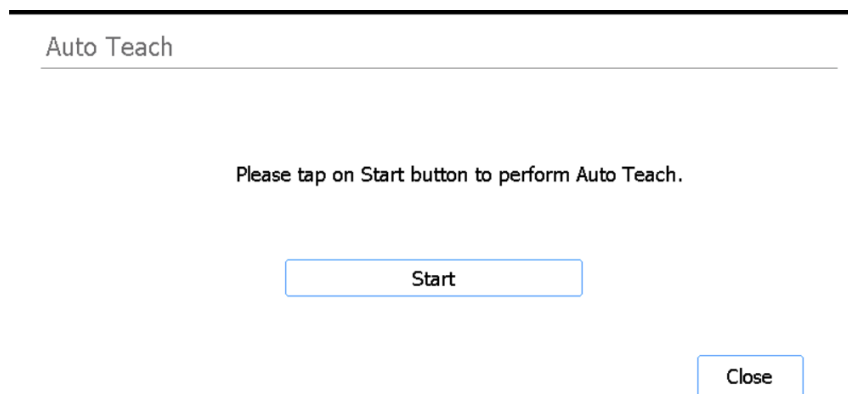 Auto Teach
Please tap on Start button to perform Auto Teach.
Start
Close